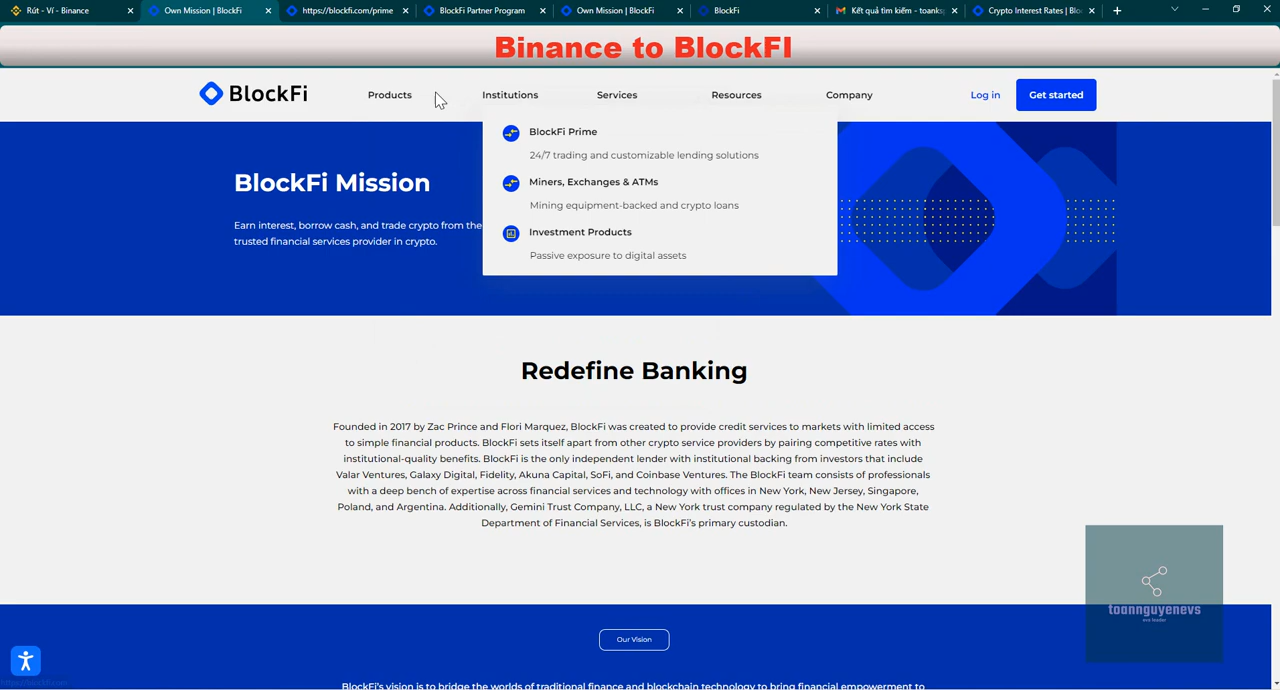 Rút - Ví - Binance
Own Mission | BlockFi
https://blockfi.com/prime
BlockFi Partner Program
Own Mission | BlockFi
BlockFi
Kết quả tìm kiếm - toanks
Crypto Interest Rates | Blo
Binance to BlockFI
BlockFi
Products
Institutions
Services
Resources
Company
Log in
Get started
BlockFi Prime
24/7 trading and customizable lending solutions
Miners, Exchanges & ATMs
Mining equipment-backed and crypto loans
Investment Products
Passive exposure to digital assets
BlockFi Mission
Earn interest, borrow cash, and trade crypto from the
trusted financial services provider in crypto.
Redefine Banking
Founded in 2017 by Zac Prince and Flori Marquez, BlockFi was created to provide credit services to markets with limited access
to simple financial products. BlockFi sets itself apart from other crypto service providers by pairing competitive rates with
institutional-quality benefits. BlockFi is the only independent lender with institutional backing from investors that include
Valar Ventures, Galaxy Digital, Fidelity, Akuna Capital, SoFi, and Coinbase Ventures. The BlockFi team consists of professionals
with a deep bench of expertise across financial services and technology with offices in New York, New Jersey, Singapore,
Poland, and Argentina. Additionally, Gemini Trust Company, LLC, a New York trust company regulated by the New York State
Department of Financial Services, is BlockFi's primary custodian.
toannguyenevs
evs leader
Our Vision
https://blockfi.com
BlockFi's vision is to bridge the worlds of traditional finance and blockchain technology to bring financial empowerment to